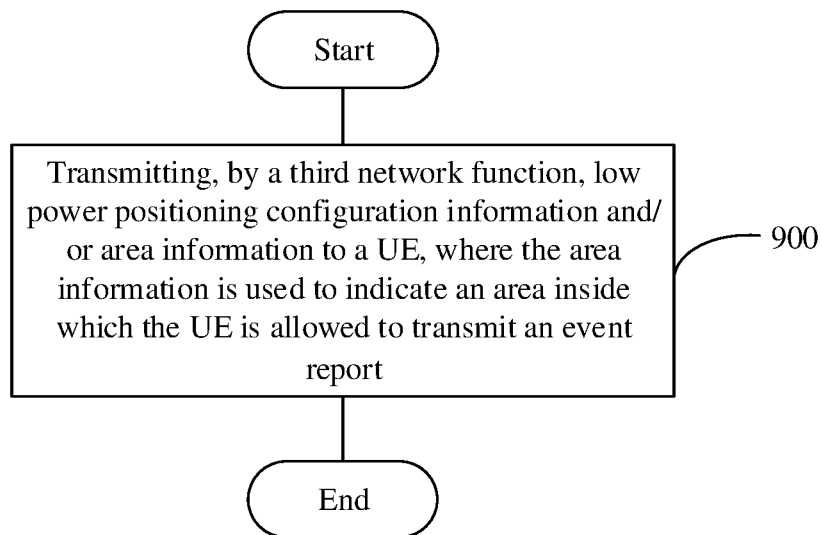 Start
Transmitting, by a third network function, low
power positioning configuration information and/
or area information to a UE, where the area
information is used to indicate an area inside
which the UE is allowed to transmit an event
report
900
End